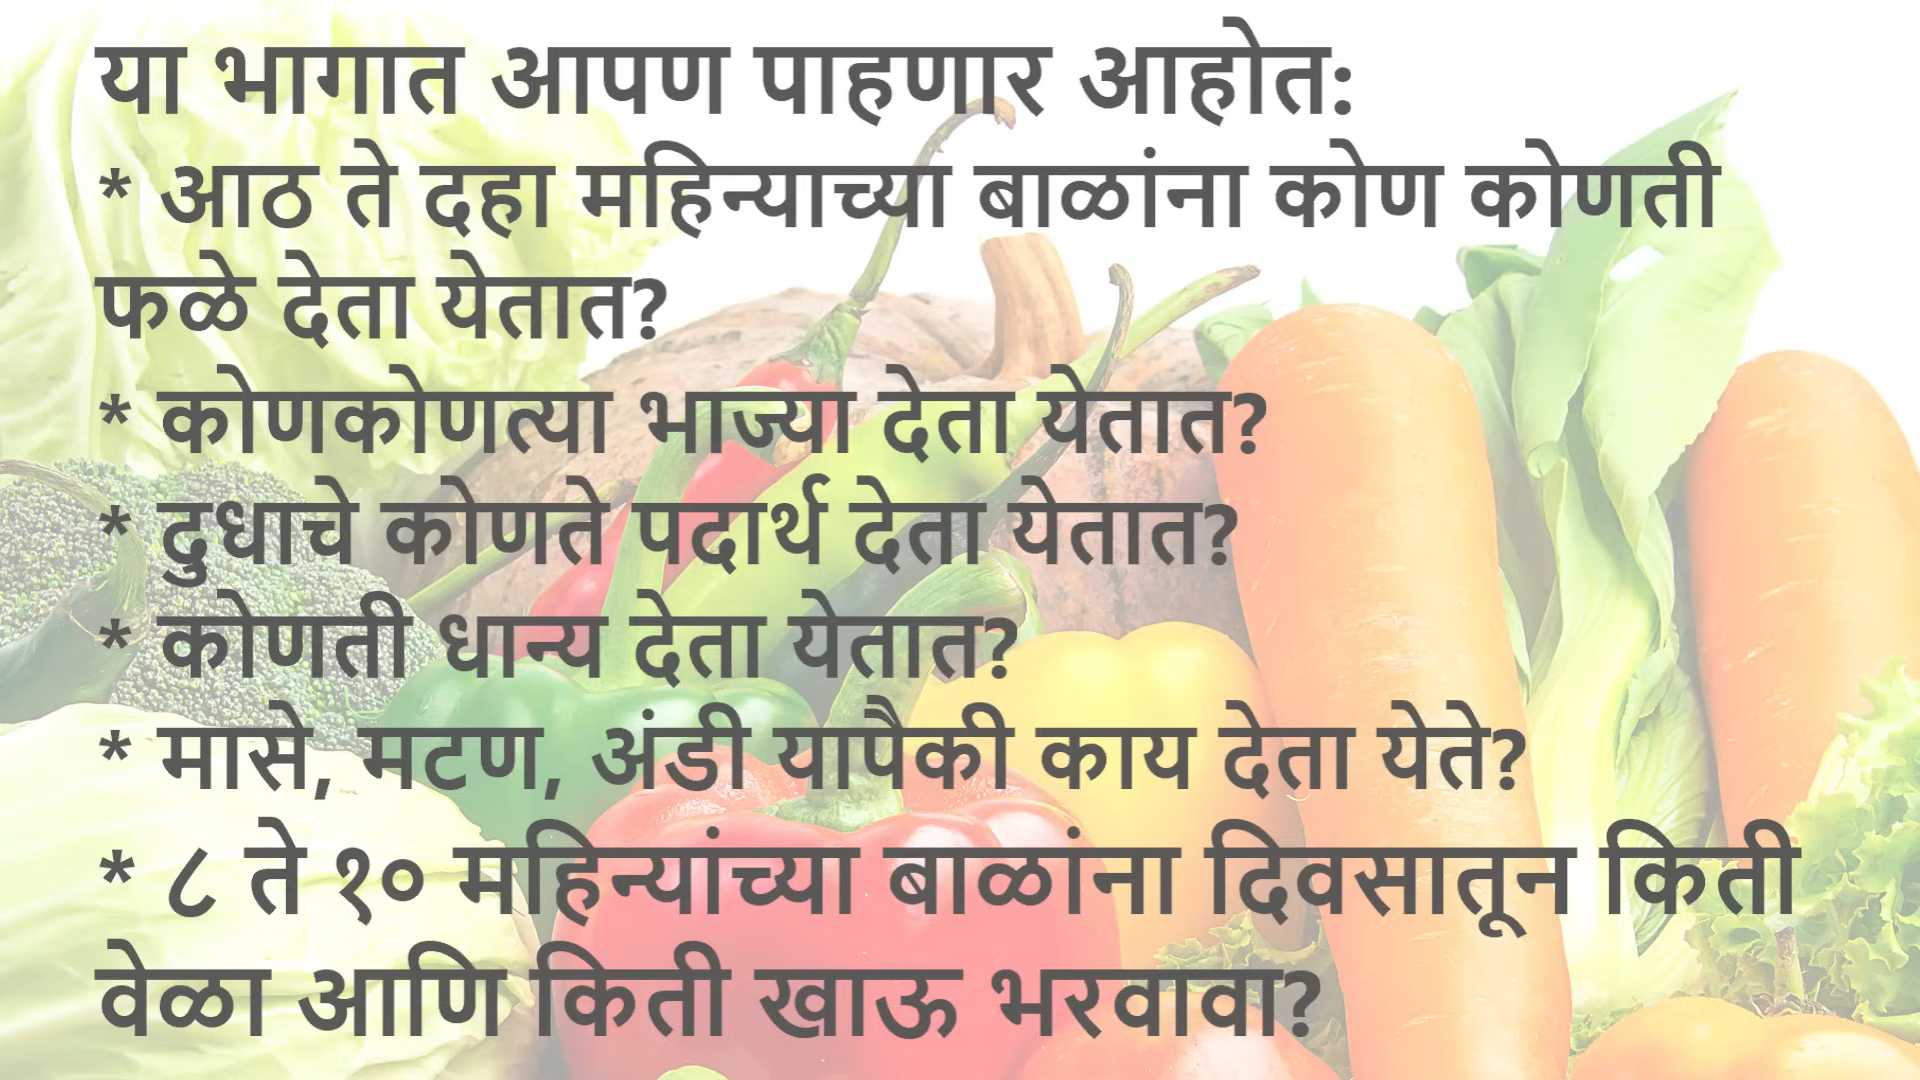 या भागात आपण पाहणार आहोत:
* आठ ते दहा महिन्याच्या बाळांना कोण कोणती
फळे देता येतात?
* कोणकोणत्या भाज्या देता येतात?
* दुधाचे कोणते पदार्थ देता येतात?
* कोणती धान्य देता येतात?
* मासे, मटण, अंडी यापैकी काय देता येते?
* ८ ते १० महिन्यांच्या बाळांना दिवसातून किती
वेळा आणि किती खाऊ भरवावा?